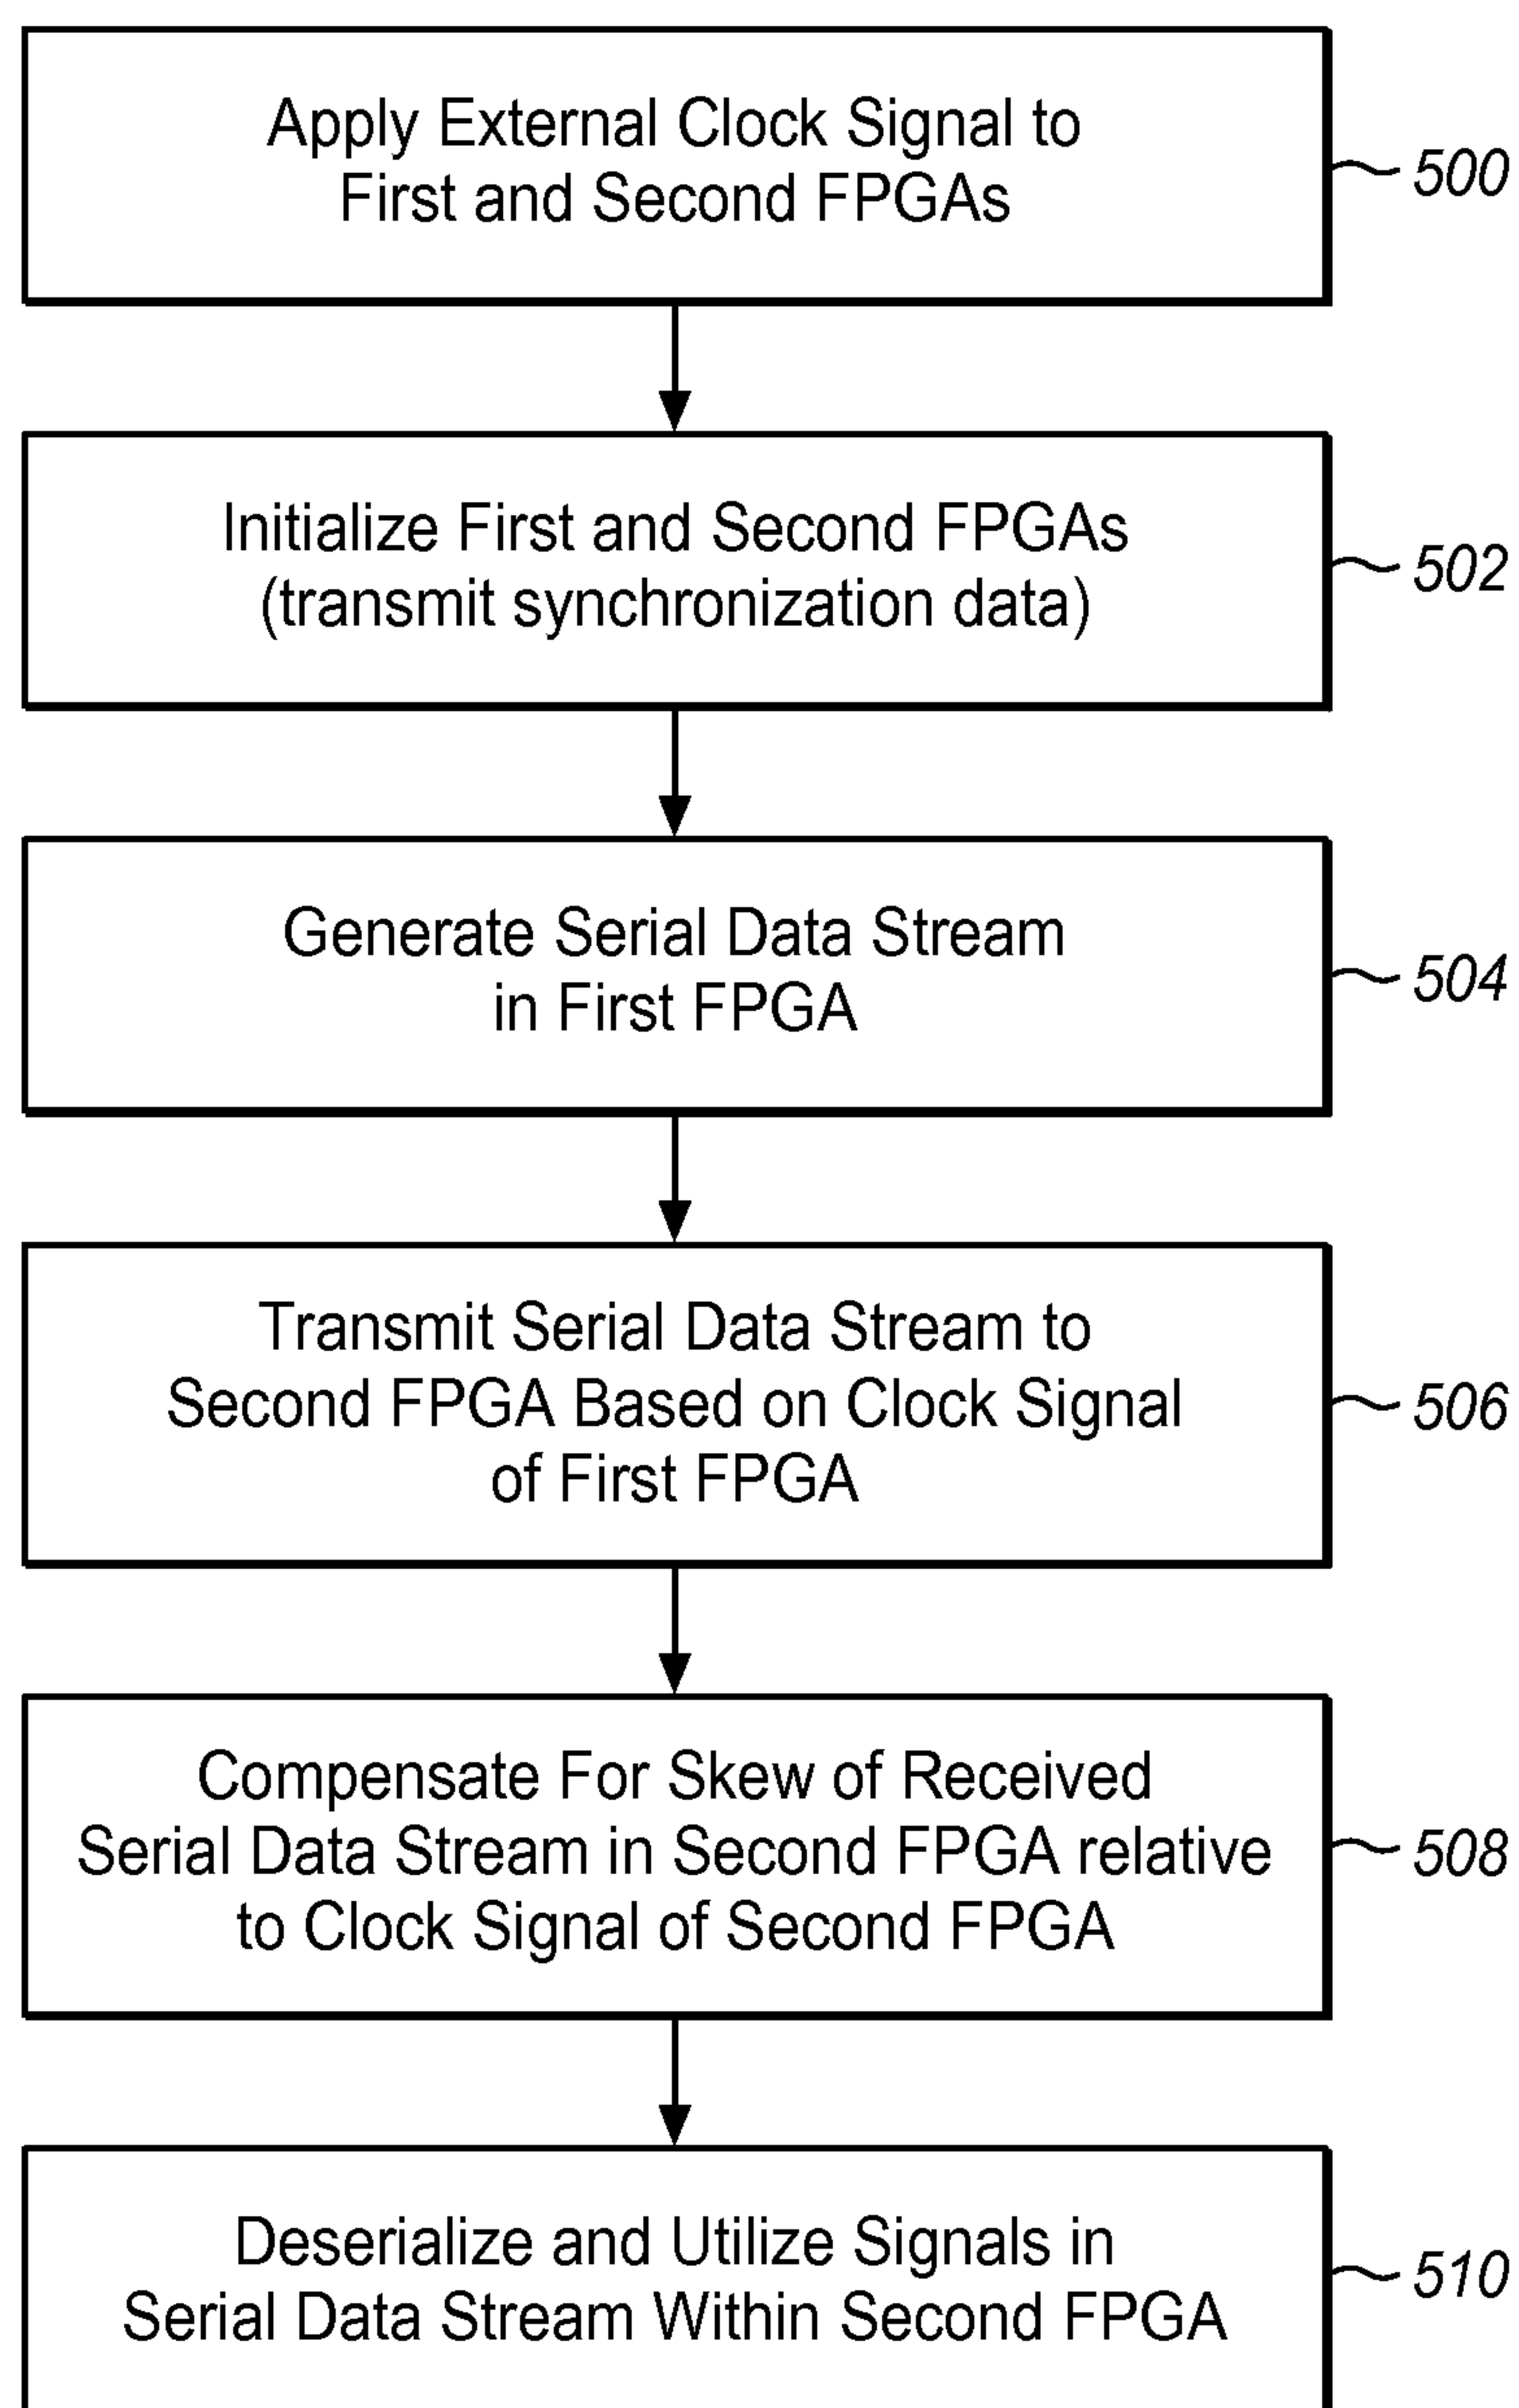 Apply External Clock Signal to
First and Second FPGAs
500
Initialize First and Second FPGAs
(transmit synchronization data)
502
Generate Serial Data Stream
in First FPGA
504
Transmit Serial Data Stream to
Second FPGA Based on Clock Signal
of First FPGA
506
Compensate For Skew of Received
Serial Data Stream in Second FPGA relative
to Clock Signal of Second FPGA
508
Deserialize and Utilize Signals in
Serial Data Stream Within Second FPGA
510